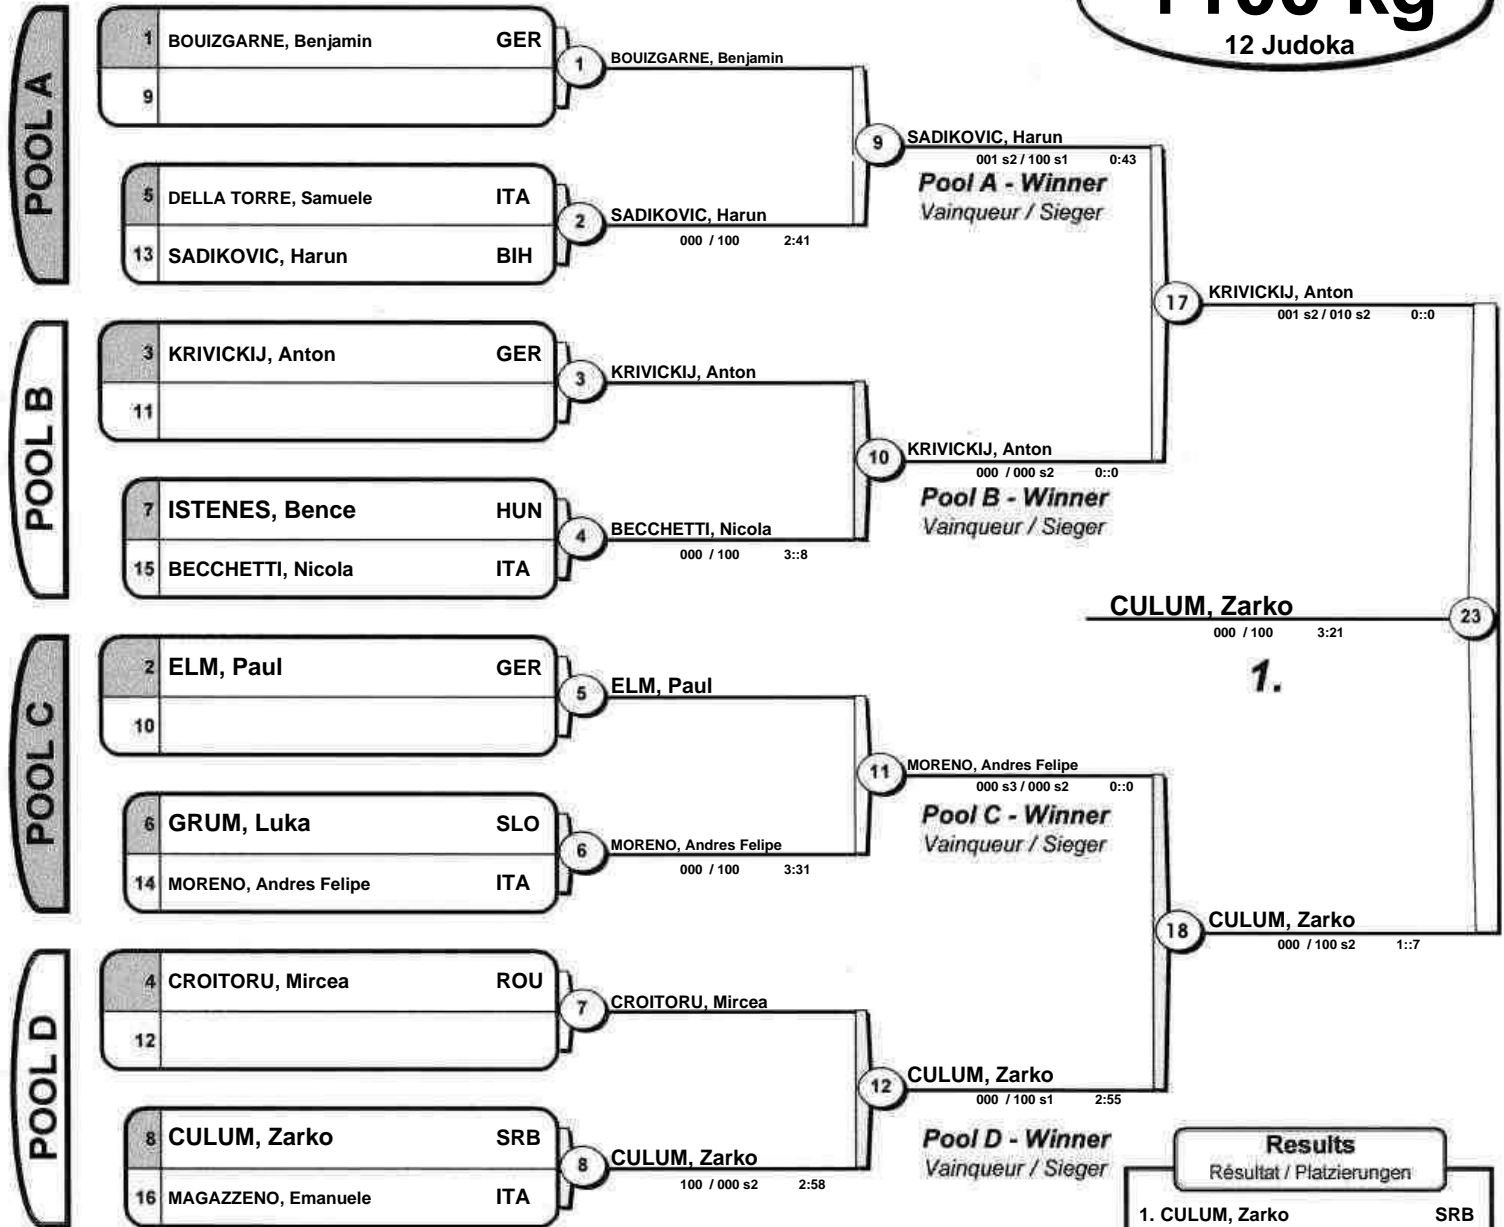 12 Judoka
POOL A
1 BOUIZGARNE, Benjamin GER
9
1
BOUIZGARNE, Benjamin
5 DELLA TORRE, Samuele ITA
13 SADIKOVIC, Harun BIH
2
SADIKOVIC, Harun
000 / 100 2:41
9
SADIKOVIC, Harun
001 s2 / 100 s1 0:43
Pool A - Winner
Vainqueur / Sieger
POOL B
3 KRIVICKIJ, Anton GER
11
3
KRIVICKIJ, Anton
7 ISTENES, Bence HUN
15 BECCHETTI, Nicola ITA
4
BECCHETTI, Nicola
000 / 100 3::8
10
KRIVICKIJ, Anton
000 / 000 s2 0::0
Pool B - Winner
Vainqueur / Sieger
17
KRIVICKIJ, Anton
001 s2 / 010 s2 0::0
POOL C
2 ELM, Paul GER
10
5
ELM, Paul
6 GRUM, Luka SLO
14 MORENO, Andres Felipe ITA
6
MORENO, Andres Felipe
000 / 100 3:31
11
MORENO, Andres Felipe
000 s3 / 000 s2 0::0
Pool C - Winner
Vainqueur / Sieger
POOL D
4 CROITORU, Mircea ROU
12
7
CROITORU, Mircea
8 CULUM, Zarko SRB
16 MAGAZZENO, Emanuele ITA
8
CULUM, Zarko
100 / 000 s2 2:58
12
CULUM, Zarko
000 / 100 s1 2:55
Pool D - Winner
Vainqueur / Sieger
18
CULUM, Zarko
000 / 100 s2 1::7
23
CULUM, Zarko
000 / 100 3:21
1.
Results
Résultat / Platzierungen
1. CULUM, Zarko SRB